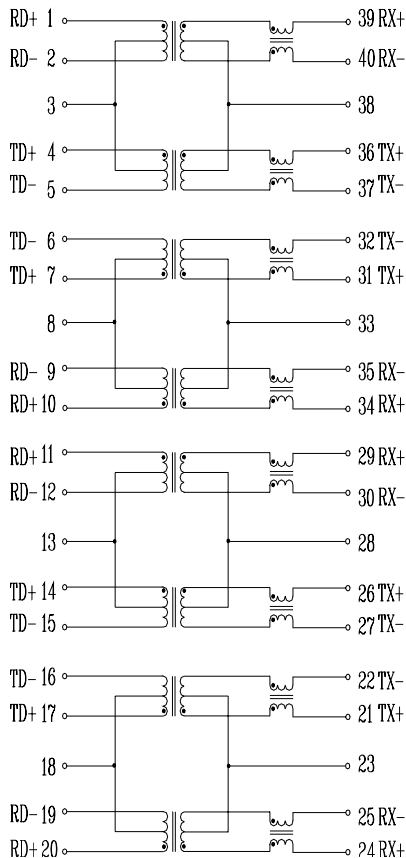 RD+ 1 39 RX+
RD- 2 40 RX-
3 38
TD+ 4 36 TX+
TD- 5 37 TX-
TD- 6 32 TX-
TD+ 7 31 TX+
8 33
RD- 9 35 RX-
RD+ 10 34 RX+
RD+ 11 29 RX+
RD- 12 30 RX-
13 28
TD+ 14 26 TX+
TD- 15 27 TX-
TD- 16 22 TX-
TD+ 17 21 TX+
18 23
RD- 19 25 RX-
RD+ 20 24 RX+